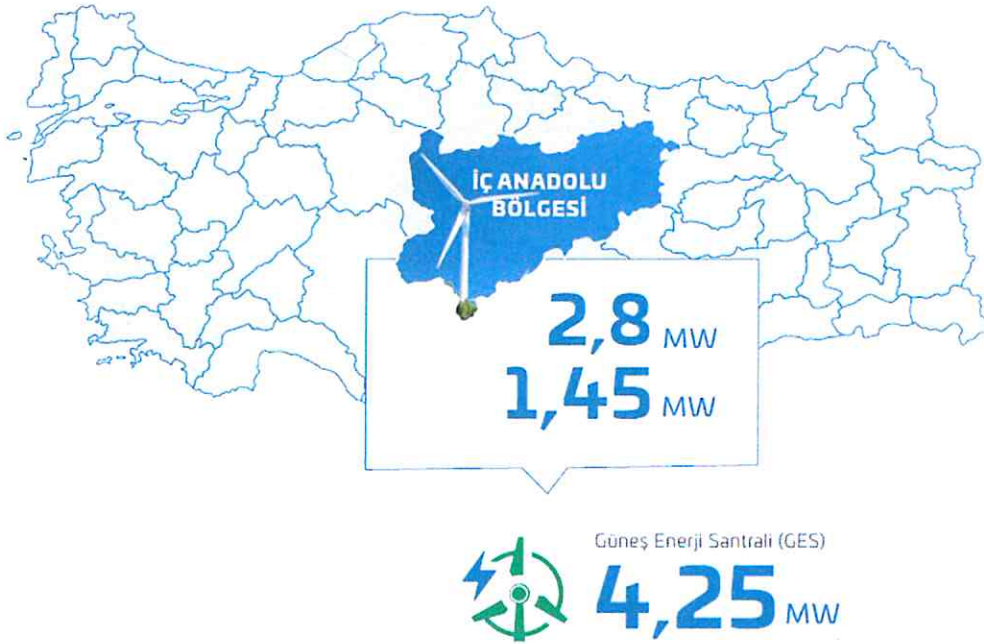 İÇ ANADOLU
BÖLGESİ
2,8 MW
1,45 MW
Güneş Enerji Santrali (GES)
4,25 MW